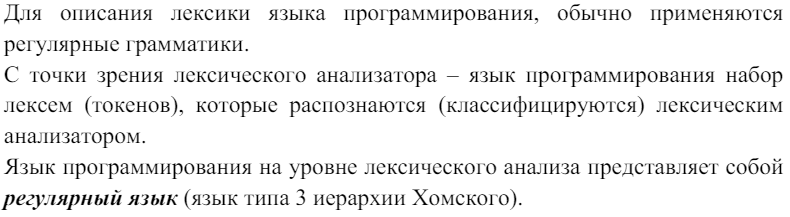 Для описания лексики языка программирования, обычно применяются
регулярные грамматики.
С точки зрения лексического анализатора – язык программирования набор
лексем (токенов), которые распознаются (классифицируются) лексическим
анализатором.
Язык программирования на уровне лексического анализа представляет собой
регулярный язык (язык типа 3 иерархии Хомского).